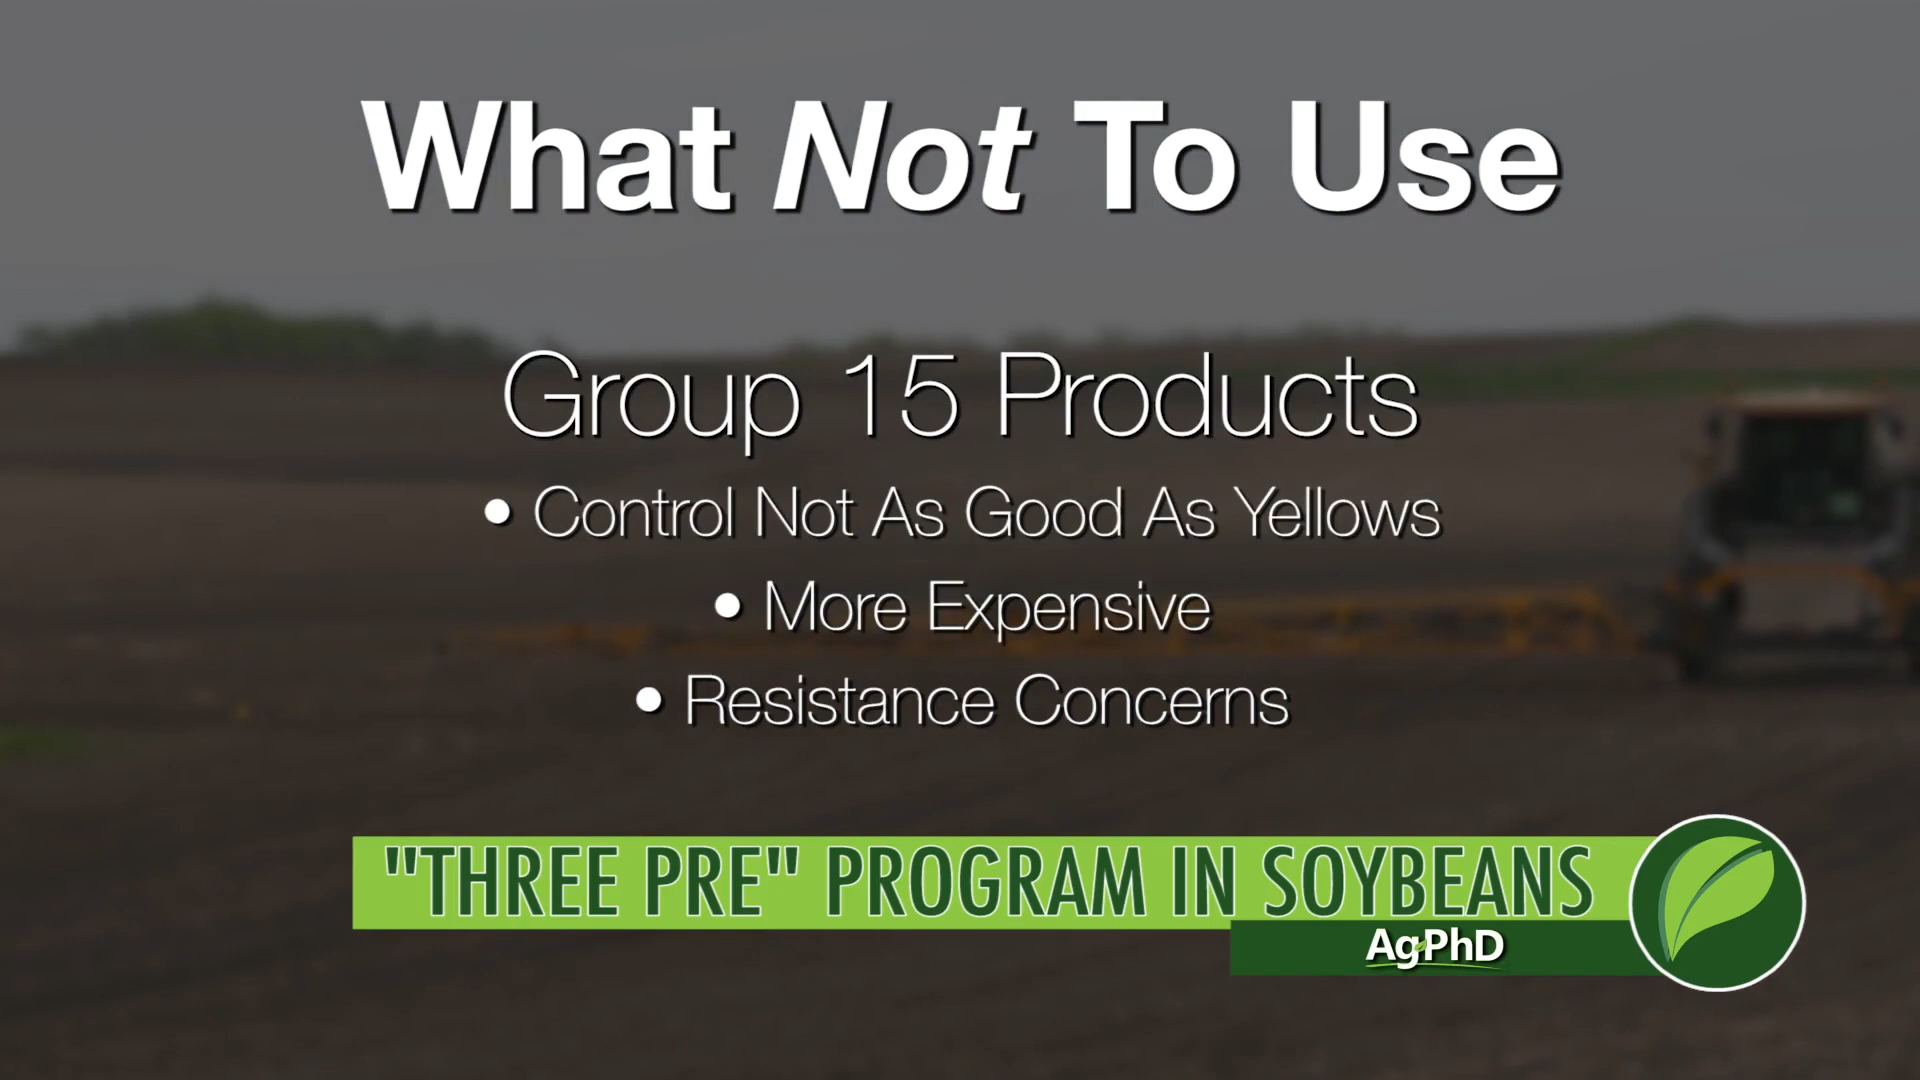 What Not To Use
Group 15 Products
• Control Not As Good As Yellows
• More Expensive
• Resistance Concerns
"THREE PRE" PROGRAM IN SOYBEANS
AgPhD